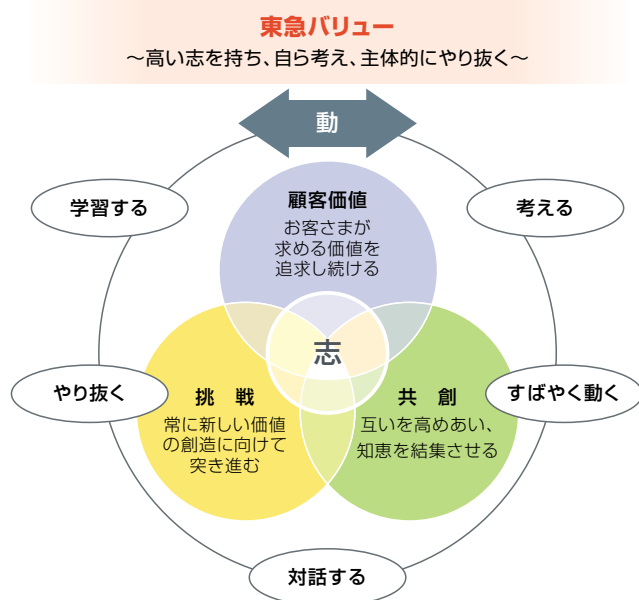 東急バリュー
～高い志を持ち、自ら考え、主体的にやり抜く～
動
学習する
考える
顧客価値
お客さまが
求める価値を
追求し続ける
志
やり抜く
すばやく動く
挑 戦
常に新しい価値
の創造に向けて
突き進む
共 創
互いを高めあい、
知恵を結集させる
対話する